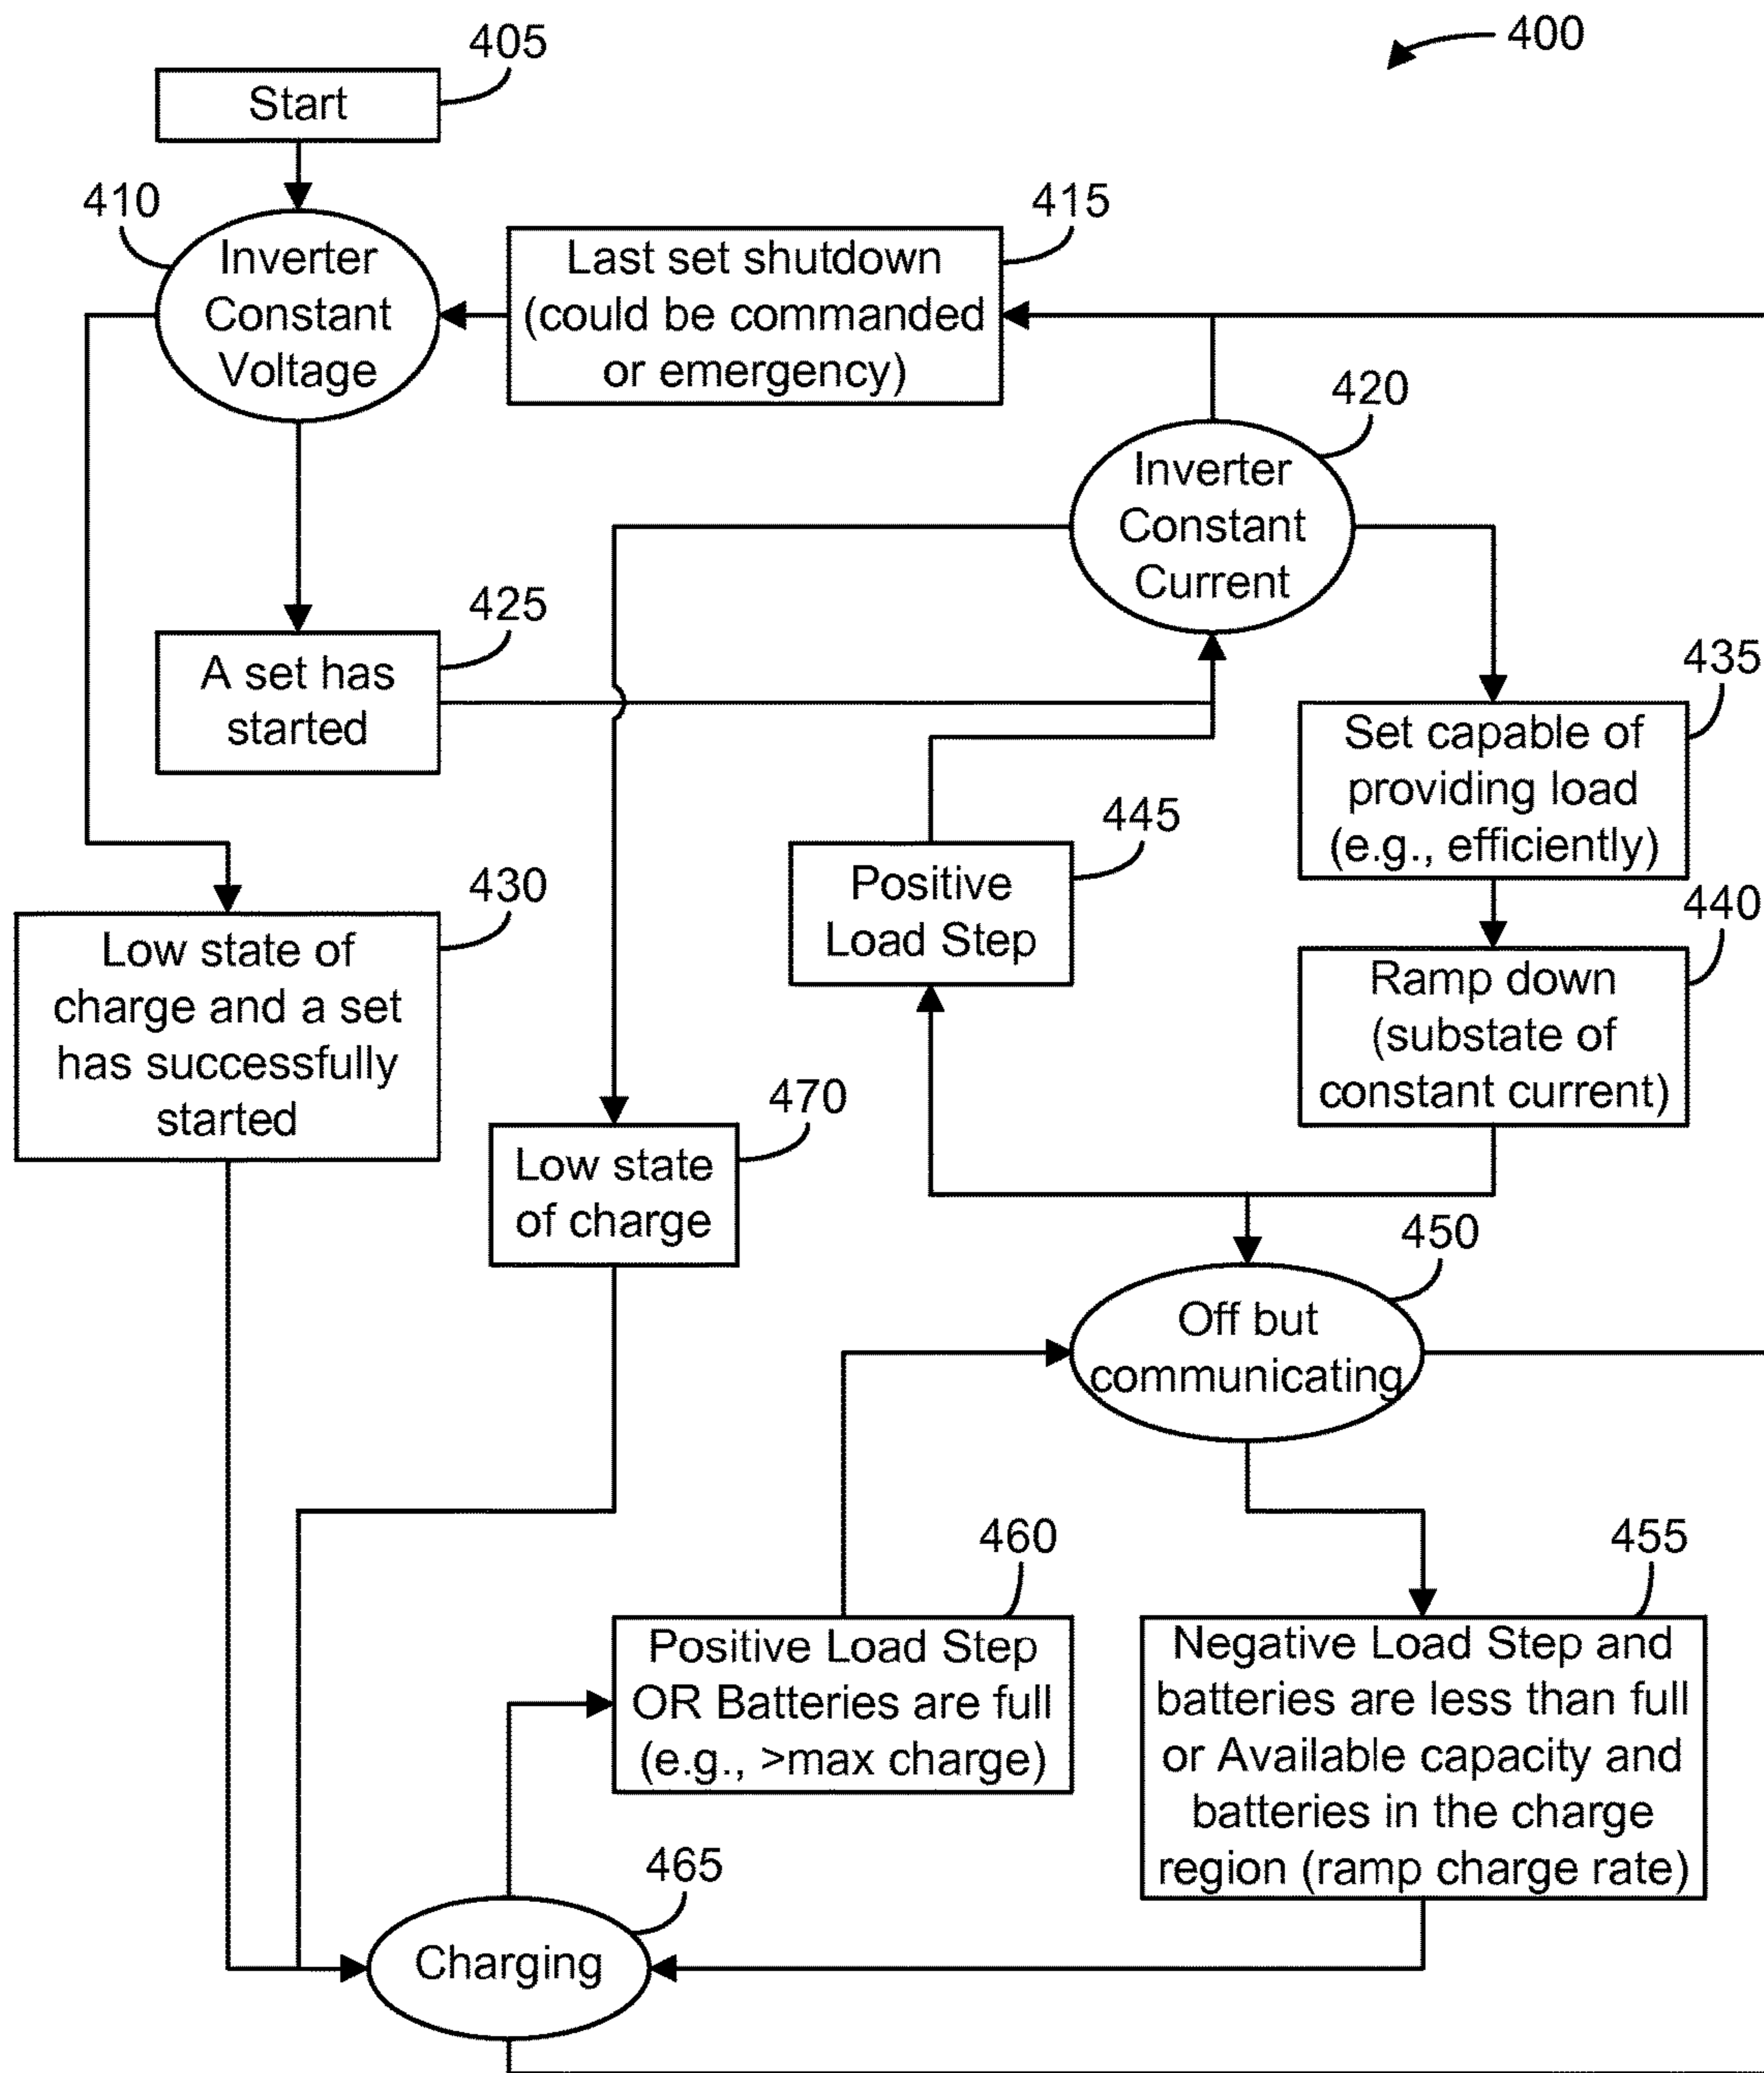 400
405
Start
410
Inverter
Constant
Voltage
415
Last set shutdown
(could be commanded
or emergency)
420
Inverter
Constant
Current
425
A set has
started
435
Set capable of
providing load
(e.g., efficiently)
430
Low state of
charge and a set
has successfully
started
445
Positive
Load Step
440
Ramp down
(substate of
constant current)
470
Low state
of charge
450
Off but
communicating
460
Positive Load Step
OR Batteries are full
(e.g., >max charge)
455
Negative Load Step and
batteries are less than full
or Available capacity and
batteries in the charge
region (ramp charge rate)
465
Charging